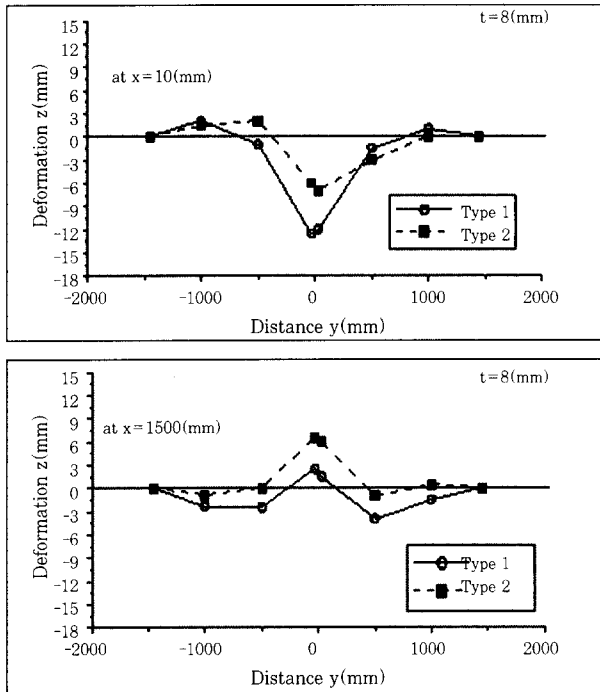 t=8(mm)
15
12
at x=10(mm)
9
6
3
0
-3
-6
-9
-12
-15
-18
Deformation z(mm)
Type 1
Type 2
-2000
-1000
0
1000
2000
Distance y(mm)
t=8(mm)
15
12
9
at x=1500(mm)
6
3
0
-3
-6
-9
-12
-15
-18
Deformation z(mm)
Type 1
Type 2
-2000
-1000
0
1000
2000
Distance y(mm)